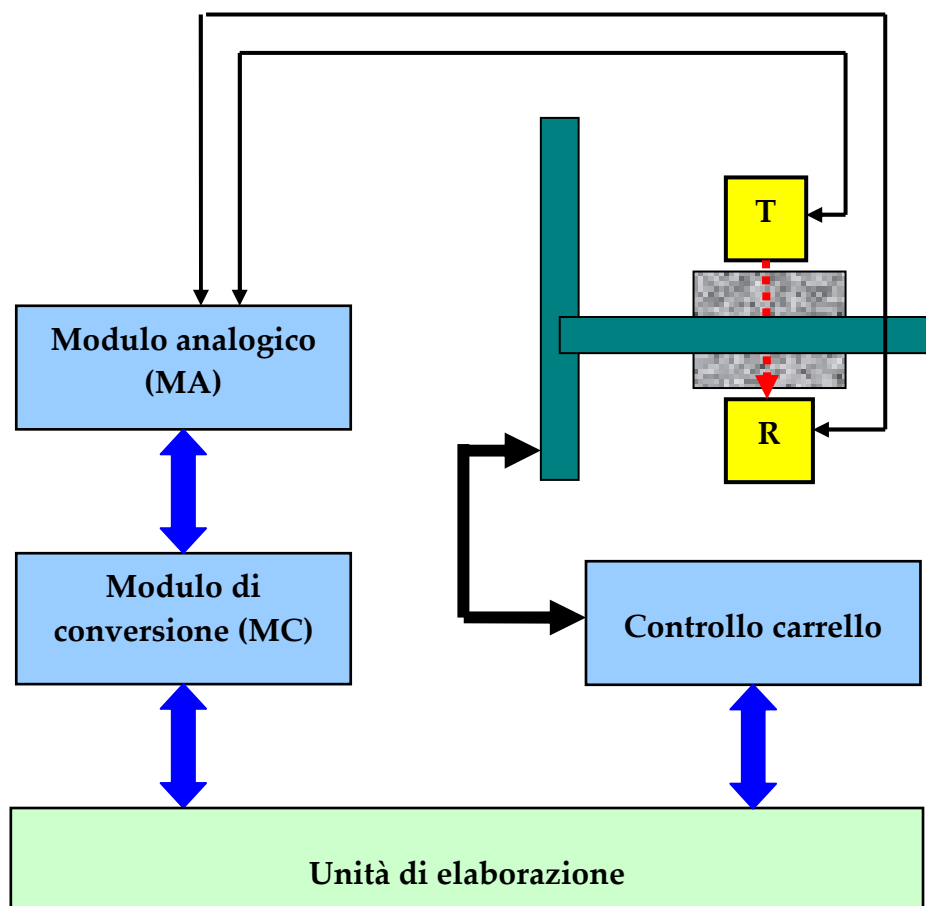 T
Modulo analogico
(MA)
R
Modulo di
conversione (MC)
Controllo carrello
Unità di elaborazione